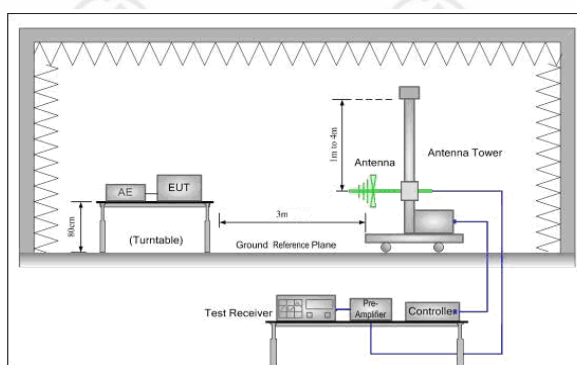 1m to 4m
Antenna
Antenna Tower
AE
EUT
3m
80cm
(Turntable)
Ground Reference Plane
Test Receiver
Pre-
Amplifier
Controller